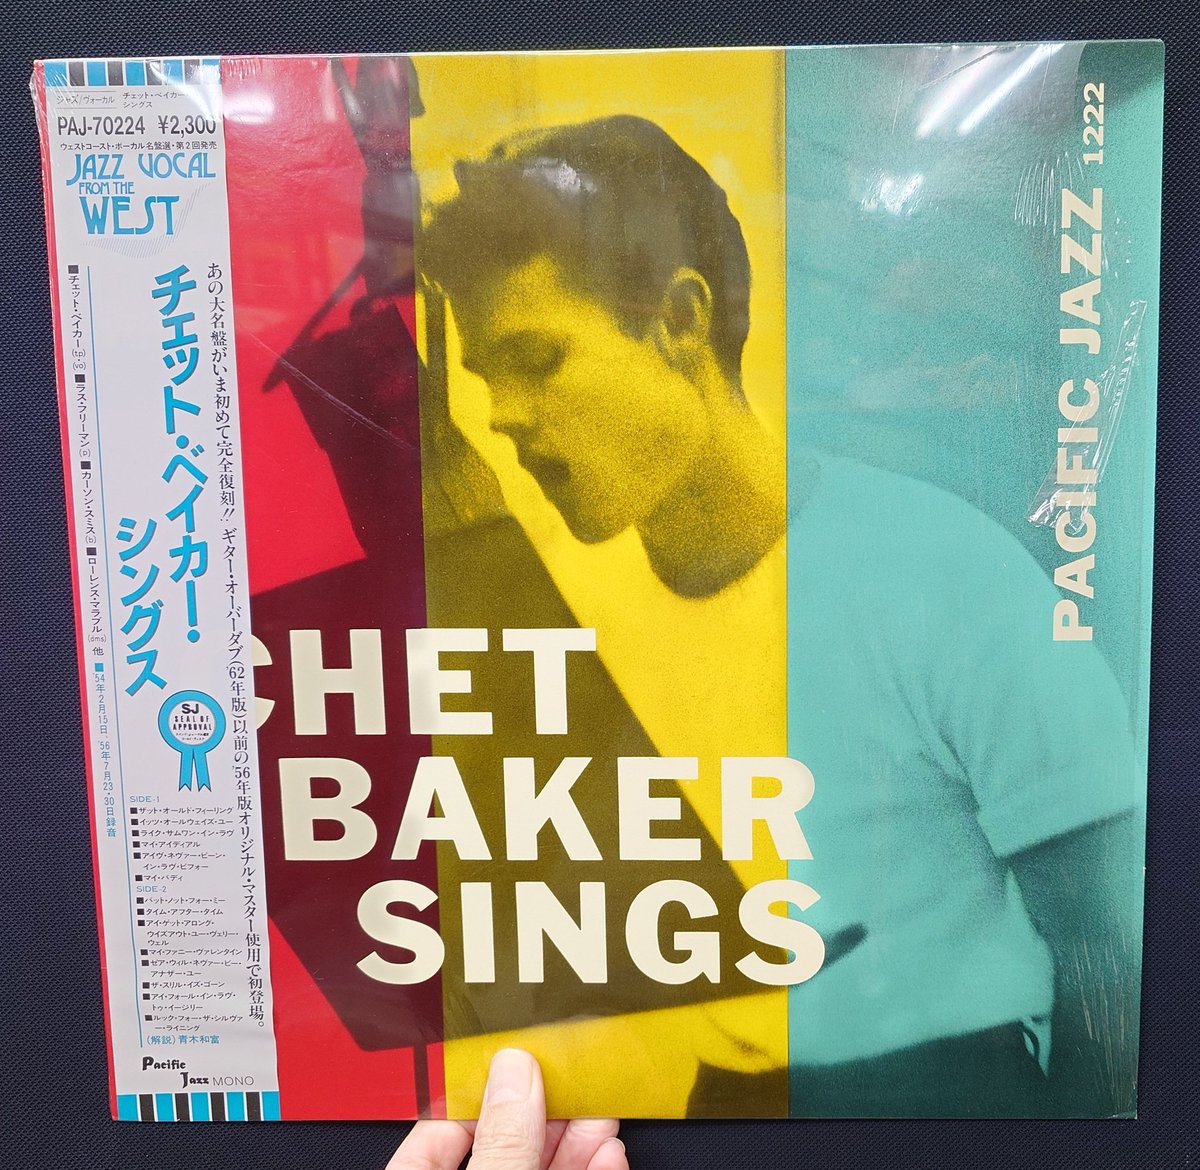 ジャズ/ヴォーカル
チェット・ベイカー・
シングス
PAJ-70224 ¥2,300
ウェストコースト・ボーカル名盤選・第2回発売
JAZZ VOCAL
FROM THE
WEST
あの大名盤がいま初めて完全復刻!! ギター・オーバーダブ('62年版)以前の'56年版オリジナル・マスター使用で初登場。
チェット・ベイカー・
シングス
■チェット・ベイカー(tp)・(vo) ■ラス・フリーマン(p) ■カーソン・スミス(b) ■ローレンス・マラブル(dms) 他 ■'54年2月15日、'56年7月23・30日録音
SJ
SEAL OF
APPROVAL
SIDE-1
■ザット・オールド・フィーリング
■イッツ・オールウェイズ・ユー
■ライク・サムワン・イン・ラヴ
■マイ・アイディアル
■アイヴ・ネヴァー・ビーン・
イン・ラヴ・ビフォー
■マイ・バディ
SIDE-2
■バット・ノット・フォー・ミー
■タイム・アフター・タイム
■アイ・ゲット・アロング・
ウイズアウト・ユー・ヴェリー・
ウェル
■マイ・ファニー・ヴァレンタイン
■ゼア・ウィル・ネヴァー・ビー・
アナザー・ユー
■ザ・スリル・イズ・ゴーン
■アイ・フォール・イン・ラヴ・
トゥ・イージリー
■ルック・フォー・ザ・シルヴァ
ー・ライニング
(解説) 青木和富
Pacific
Jazz MONO
CHET
BAKER
SINGS
PACIFIC JAZZ 1222